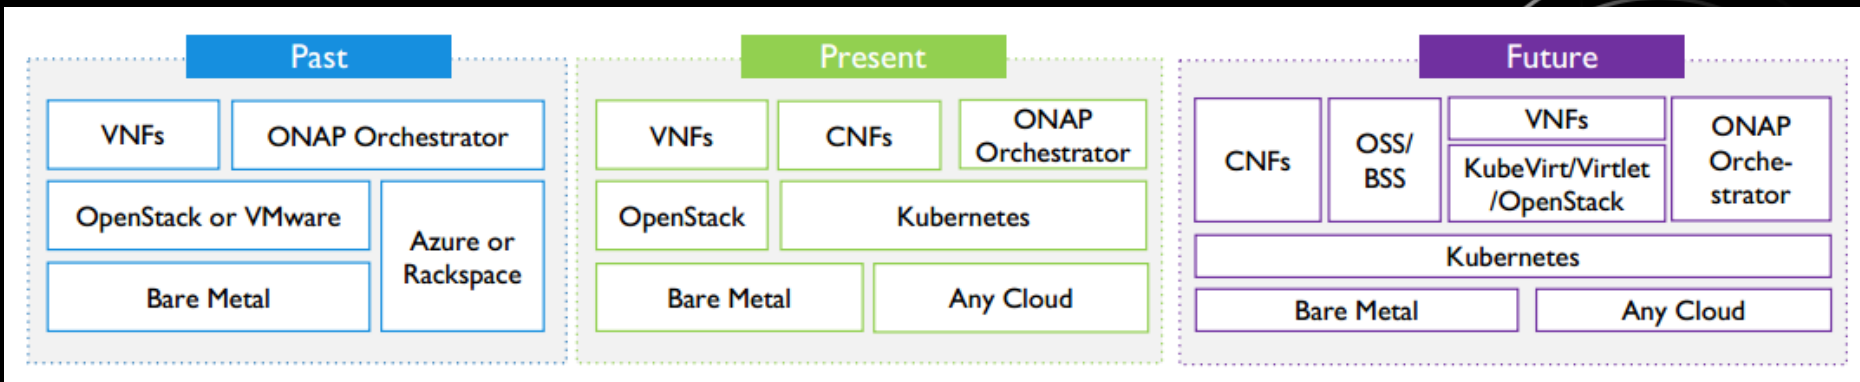 Past
VNFs
ONAP Orchestrator
OpenStack or VMware
Azure or
Rackspace
Bare Metal
Present
VNFs
CNFs
ONAP
Orchestrator
OpenStack
Kubernetes
Bare Metal
Any Cloud
Future
CNFs
OSS/
BSS
VNFs
KubeVirt/Virtlet
/OpenStack
ONAP
Orche-
strator
Kubernetes
Bare Metal
Any Cloud